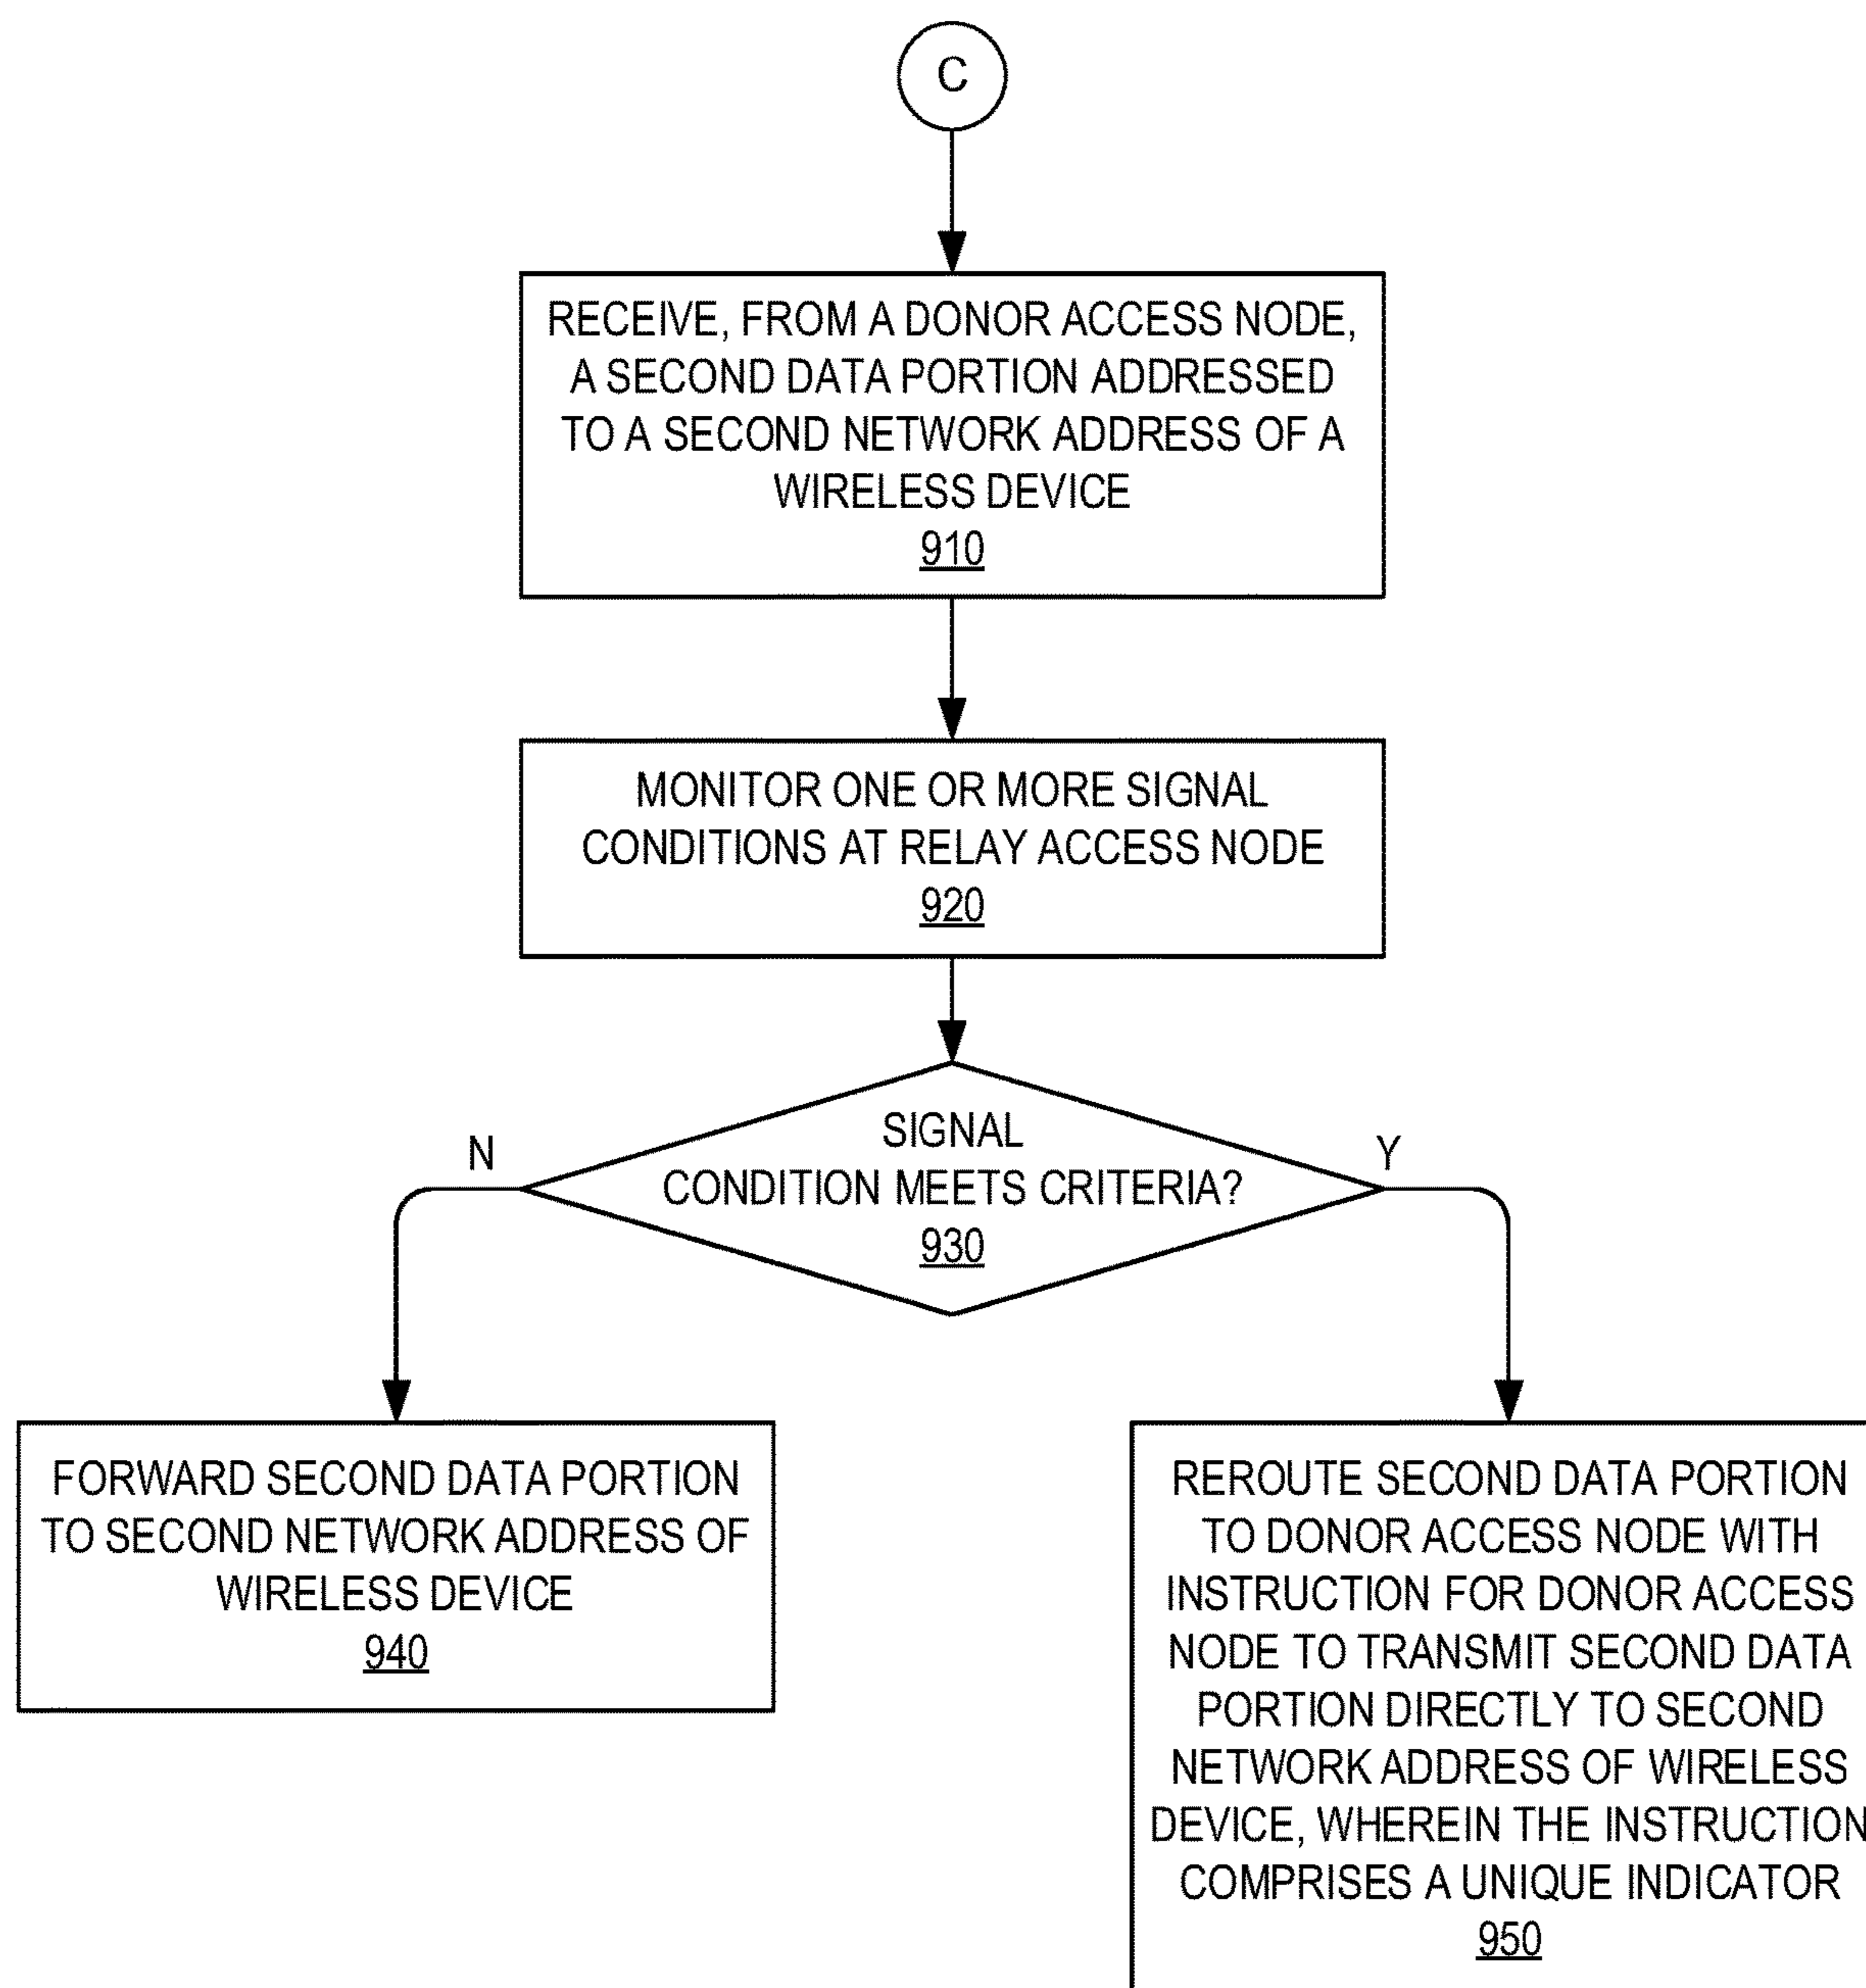 C
RECEIVE, FROM A DONOR ACCESS NODE,
A SECOND DATA PORTION ADDRESSED
TO A SECOND NETWORK ADDRESS OF A
WIRELESS DEVICE
910
MONITOR ONE OR MORE SIGNAL
CONDITIONS AT RELAY ACCESS NODE
920
SIGNAL
CONDITION MEETS CRITERIA?
930
N
Y
FORWARD SECOND DATA PORTION
TO SECOND NETWORK ADDRESS OF
WIRELESS DEVICE
940
REROUTE SECOND DATA PORTION
TO DONOR ACCESS NODE WITH
INSTRUCTION FOR DONOR ACCESS
NODE TO TRANSMIT SECOND DATA
PORTION DIRECTLY TO SECOND
NETWORK ADDRESS OF WIRELESS
DEVICE, WHEREIN THE INSTRUCTION
COMPRISES A UNIQUE INDICATOR
950